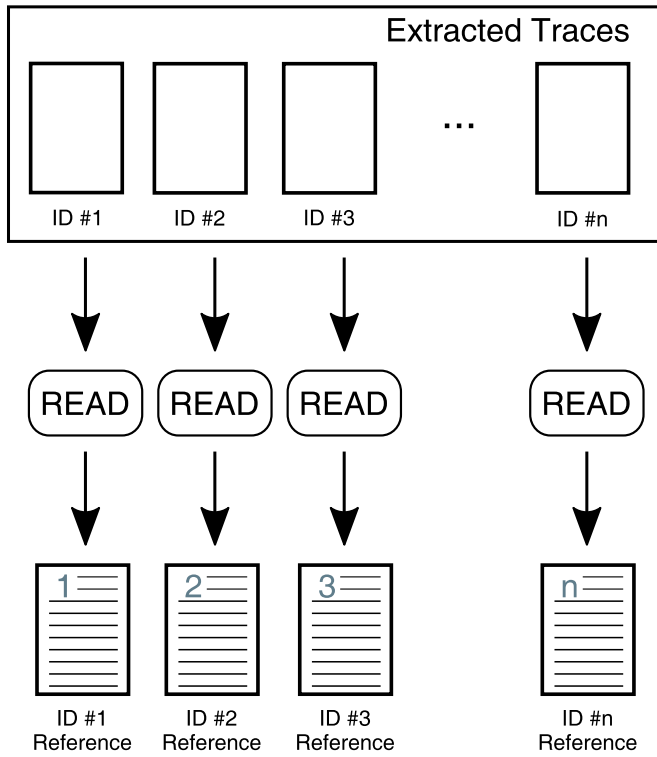 Extracted Traces
...
ID #1 ID #2 ID #3 ID #n
READ READ READ READ
1 2 3 n
ID #1 ID #2 ID #3 ID #n
Reference Reference Reference Reference